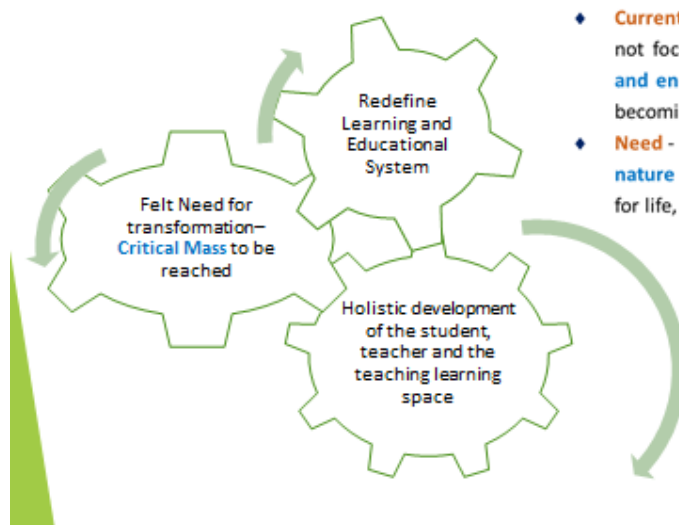 Redefine
Learning and
Educational
System
Felt Need for
transformation–
Critical Mass to be
reached
Holistic development
of the student,
teacher and the
teaching learning
space
♦ Current
not foc
and en
becomi
♦ Need -
nature
for life,